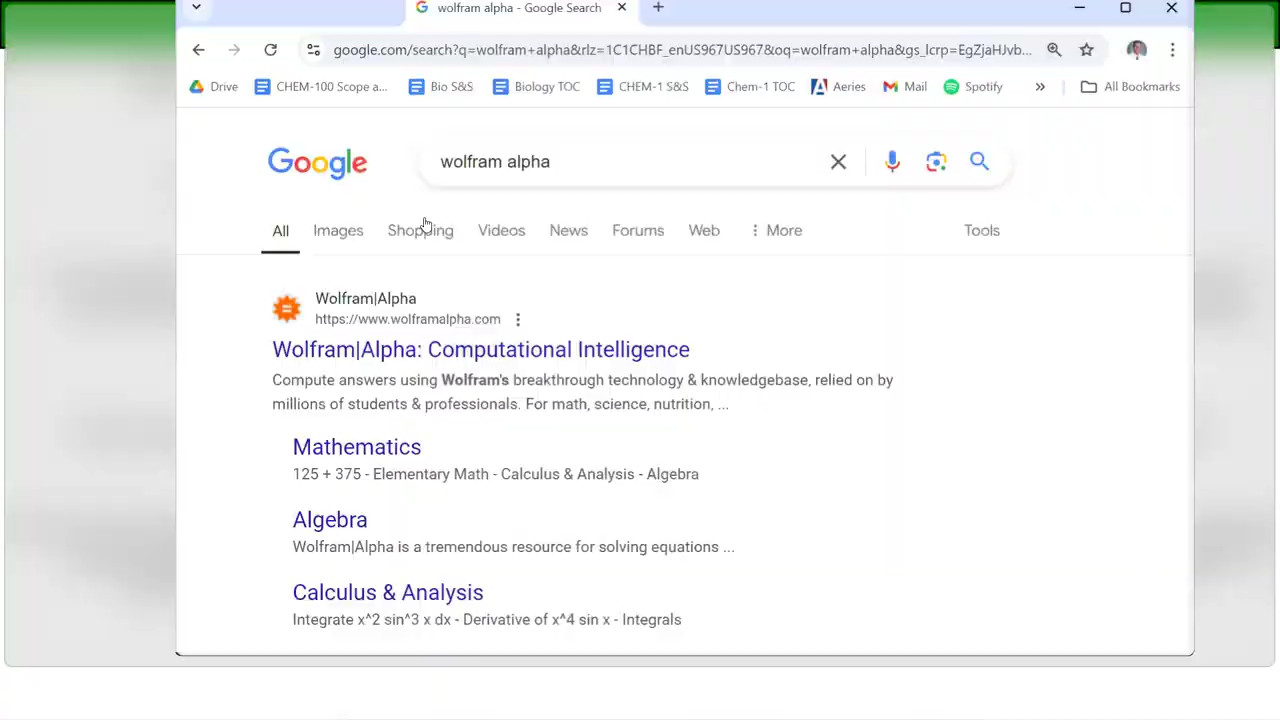 wolfram alpha - Google Search
google.com/search?q=wolfram+alpha&rlz=1C1CHBF_enUS967US967&oq=wolfram+alpha&gs_lcrp=EgZjaHJvb...
Drive CHEM-100 Scope a... Bio S&S Biology TOC CHEM-1 S&S Chem-1 TOC Aeries Mail Spotify » All Bookmarks
Google wolfram alpha
All Images Shopping Videos News Forums Web More Tools
Wolfram|Alpha
https://www.wolframalpha.com
Wolfram|Alpha: Computational Intelligence
Compute answers using Wolfram's breakthrough technology & knowledgebase, relied on by
millions of students & professionals. For math, science, nutrition, ...
Mathematics
125 + 375 - Elementary Math - Calculus & Analysis - Algebra
Algebra
Wolfram|Alpha is a tremendous resource for solving equations ...
Calculus & Analysis
Integrate x^2 sin^3 x dx - Derivative of x^4 sin x - Integrals